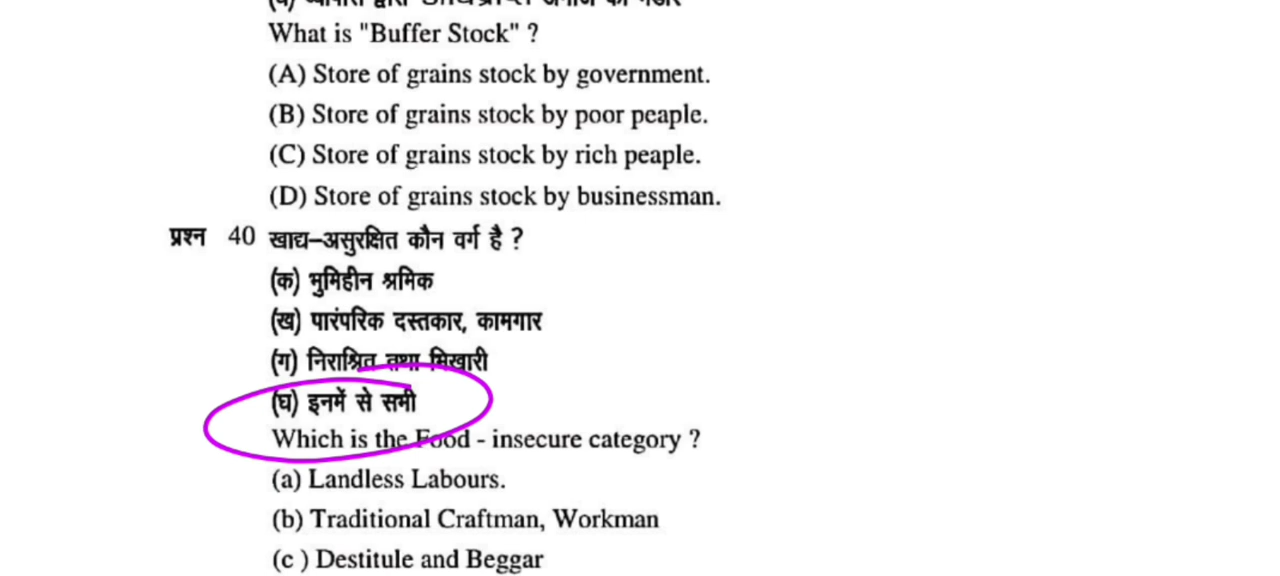 What is "Buffer Stock" ?
(A) Store of grains stock by government.
(B) Store of grains stock by poor peaple.
(C) Store of grains stock by rich peaple.
(D) Store of grains stock by businessman.
प्रश्न 40 खाद्य–असुरक्षित कौन वर्ग है ?
(क) भुमिहीन श्रमिक
(ख) पारंपरिक दस्तकार, कामगार
(ग) निराश्रित तथा भिखारी
(घ) इनमें से सभी
Which is the Food - insecure category ?
(a) Landless Labours.
(b) Traditional Craftman, Workman
(c ) Destitule and Beggar